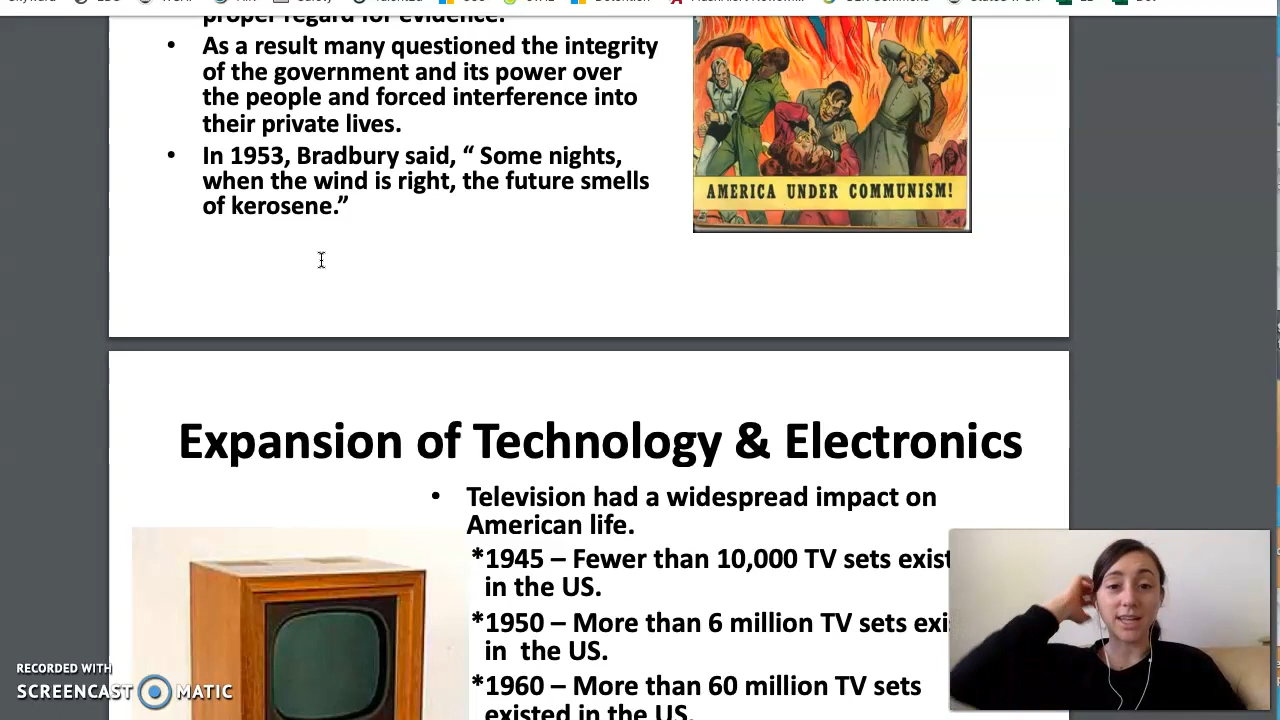 proper regard for evidence.
• As a result many questioned the integrity
of the government and its power over
the people and forced interference into
their private lives.
• In 1953, Bradbury said, “ Some nights,
when the wind is right, the future smells
of kerosene.”
AMERICA UNDER COMMUNISM!
Expansion of Technology & Electronics
• Television had a widespread impact on
American life.
*1945 – Fewer than 10,000 TV sets exist
in the US.
*1950 – More than 6 million TV sets exi
in the US.
*1960 – More than 60 million TV sets
existed in the US.
RECORDED WITH
SCREENCAST MATIC